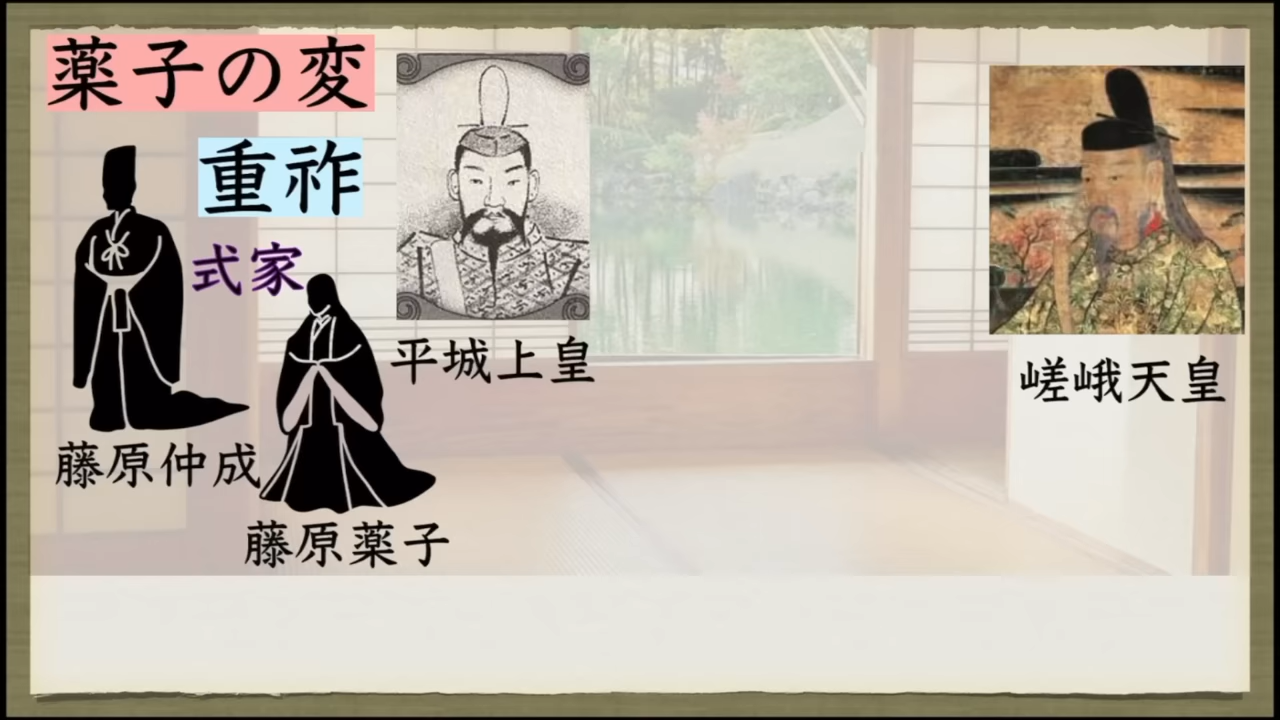 薬子の変
重祚
式家
平城上皇
嵯峨天皇
藤原仲成
藤原薬子